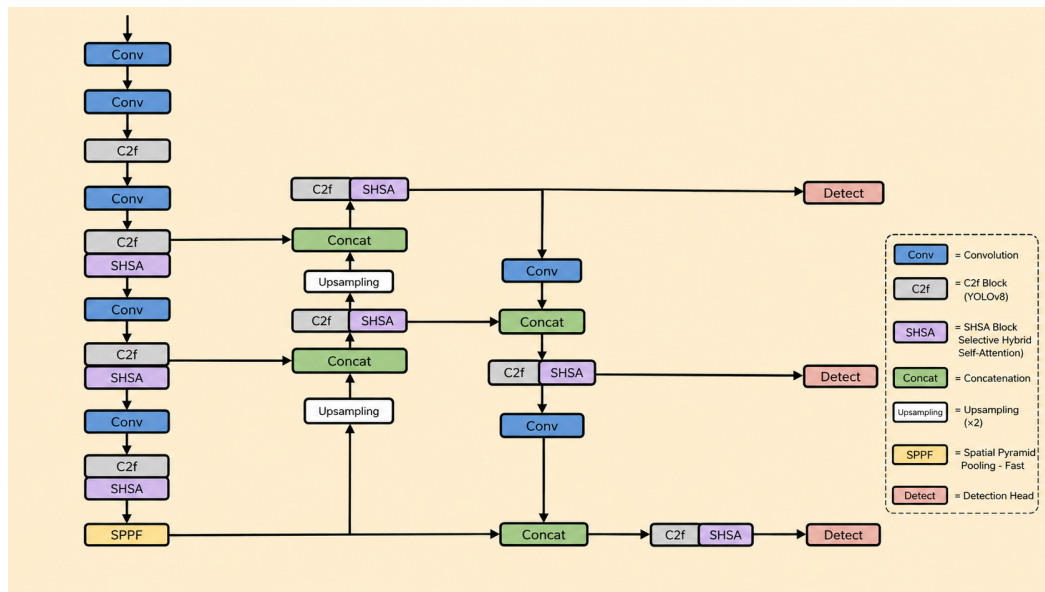 Conv
Conv
C2f
Conv
C2f
SHSA
Conv
C2f
SHSA
Conv
C2f
SHSA
SPPF
C2f SHSA
Concat
Upsampling
C2f SHSA
Concat
Upsampling
Conv
Concat
C2f SHSA
Conv
Concat
C2f SHSA
Detect
Detect
Detect
Conv = Convolution
C2f = C2f Block
(YOLOv8)
SHSA = SHSA Block
Selective Hybrid
Self-Attention)
Concat = Concatenation
Upsampling = Upsampling
(×2)
SPPF = Spatial Pyramid
Pooling - Fast
Detect = Detection Head